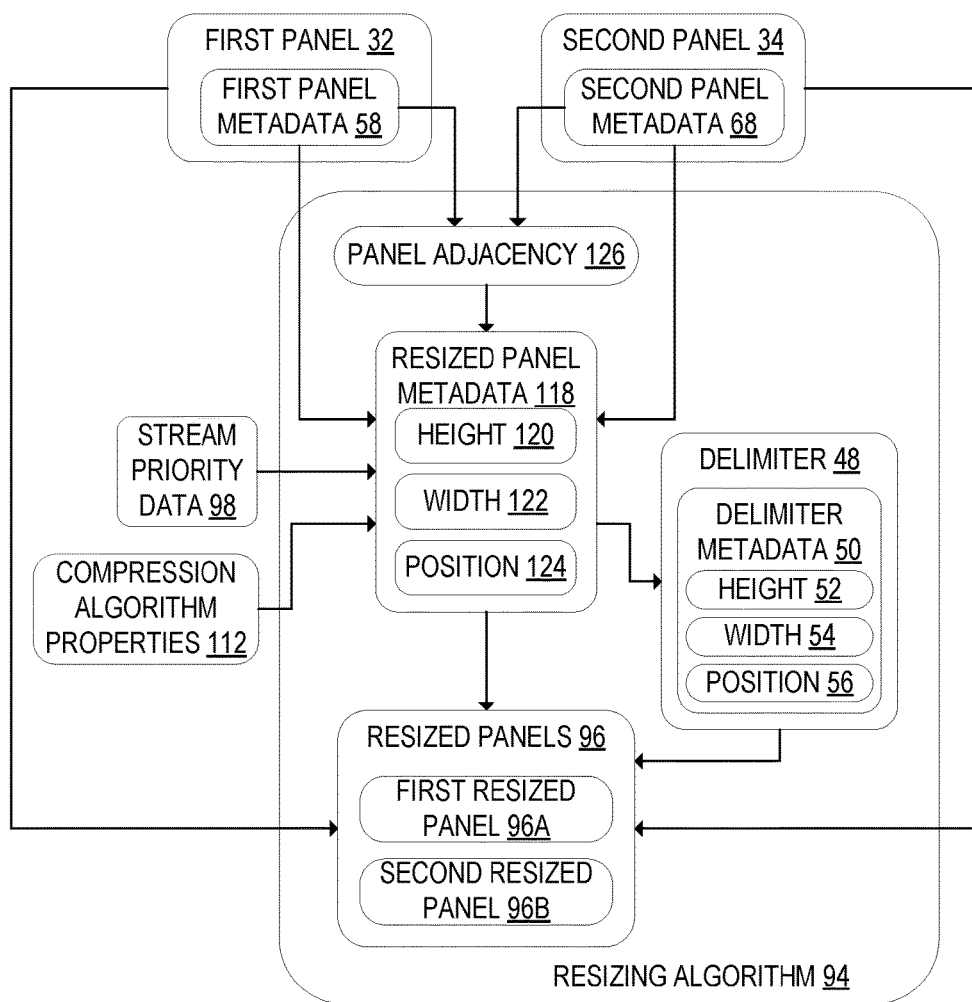 FIRST PANEL 32
FIRST PANEL
METADATA 58
SECOND PANEL 34
SECOND PANEL
METADATA 68
PANEL ADJACENCY 126
RESIZED PANEL
METADATA 118
HEIGHT 120
WIDTH 122
POSITION 124
STREAM
PRIORITY
DATA 98
COMPRESSION
ALGORITHM
PROPERTIES 112
DELIMITER 48
DELIMITER
METADATA 50
HEIGHT 52
WIDTH 54
POSITION 56
RESIZED PANELS 96
FIRST RESIZED
PANEL 96A
SECOND RESIZED
PANEL 96B
RESIZING ALGORITHM 94